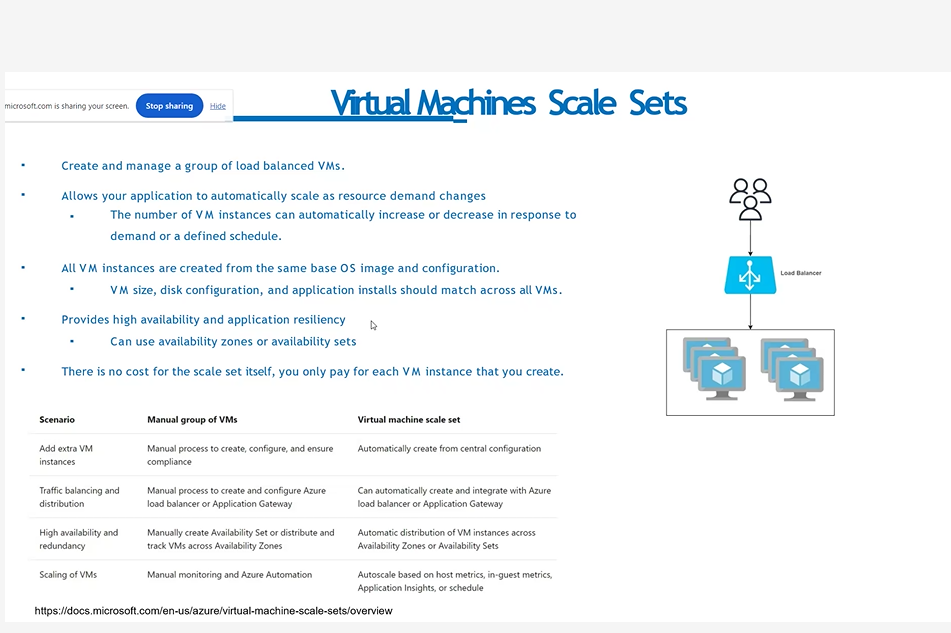 microsoft.com is sharing your screen. Stop sharing Hide
Virtual Machines Scale Sets
Create and manage a group of load balanced VMs.
Allows your application to automatically scale as resource demand changes
The number of VM instances can automatically increase or decrease in response to
demand or a defined schedule.
All VM instances are created from the same base OS image and configuration.
VM size, disk configuration, and application installs should match across all VMs.
Provides high availability and application resiliency
Can use availability zones or availability sets
There is no cost for the scale set itself, you only pay for each VM instance that you create.
Load Balancer
Scenario Manual group of VMs Virtual machine scale set
Add extra VM Manual process to create, configure, and ensure Automatically create from central configuration
instances compliance
Traffic balancing and Manual process to create and configure Azure Can automatically create and integrate with Azure
distribution load balancer or Application Gateway load balancer or Application Gateway
High availability and Manually create Availability Set or distribute and Automatic distribution of VM instances across
redundancy track VMs across Availability Zones Availability Zones or Availability Sets
Scaling of VMs Manual monitoring and Azure Automation Autoscale based on host metrics, in-guest metrics,
Application Insights, or schedule
https://docs.microsoft.com/en-us/azure/virtual-machine-scale-sets/overview